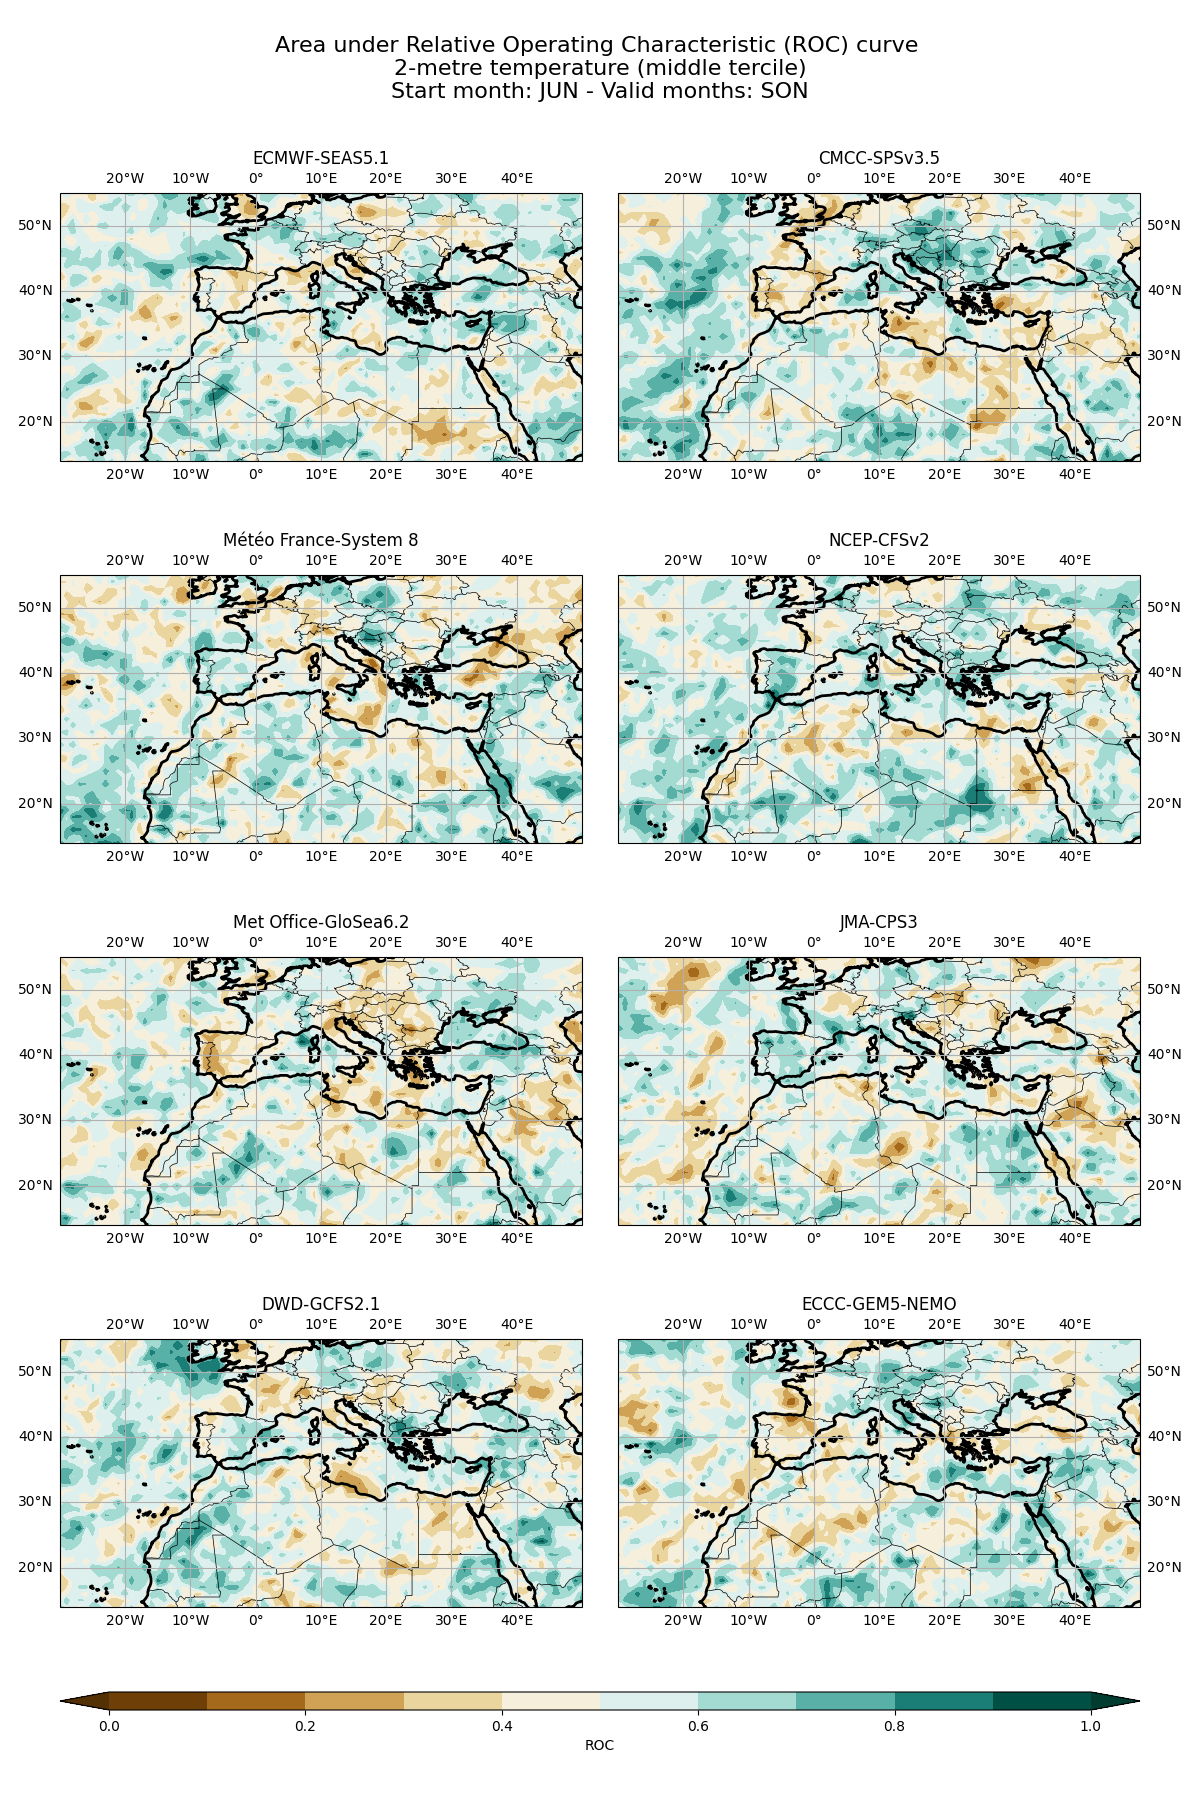 Area under Relative Operating Characteristic (ROC) curve
2-metre temperature (middle tercile)
Start month: JUN - Valid months: SON
ECMWF-SEAS5.1
CMCC-SPSv3.5
20°W 10°W 0° 10°E 20°E 30°E 40°E
20°W 10°W 0° 10°E 20°E 30°E 40°E
50°N
50°N
40°N
40°N
30°N
30°N
20°N
20°N
20°W 10°W 0° 10°E 20°E 30°E 40°E
20°W 10°W 0° 10°E 20°E 30°E 40°E
Météo France-System 8
NCEP-CFSv2
20°W 10°W 0° 10°E 20°E 30°E 40°E
20°W 10°W 0° 10°E 20°E 30°E 40°E
50°N
50°N
40°N
40°N
30°N
30°N
20°N
20°N
20°W 10°W 0° 10°E 20°E 30°E 40°E
20°W 10°W 0° 10°E 20°E 30°E 40°E
Met Office-GloSea6.2
JMA-CPS3
20°W 10°W 0° 10°E 20°E 30°E 40°E
20°W 10°W 0° 10°E 20°E 30°E 40°E
50°N
50°N
40°N
40°N
30°N
30°N
20°N
20°N
20°W 10°W 0° 10°E 20°E 30°E 40°E
20°W 10°W 0° 10°E 20°E 30°E 40°E
DWD-GCFS2.1
ECCC-GEM5-NEMO
20°W 10°W 0° 10°E 20°E 30°E 40°E
20°W 10°W 0° 10°E 20°E 30°E 40°E
50°N
50°N
40°N
40°N
30°N
30°N
20°N
20°N
20°W 10°W 0° 10°E 20°E 30°E 40°E
20°W 10°W 0° 10°E 20°E 30°E 40°E
0.0 0.2 0.4 0.6 0.8 1.0
ROC